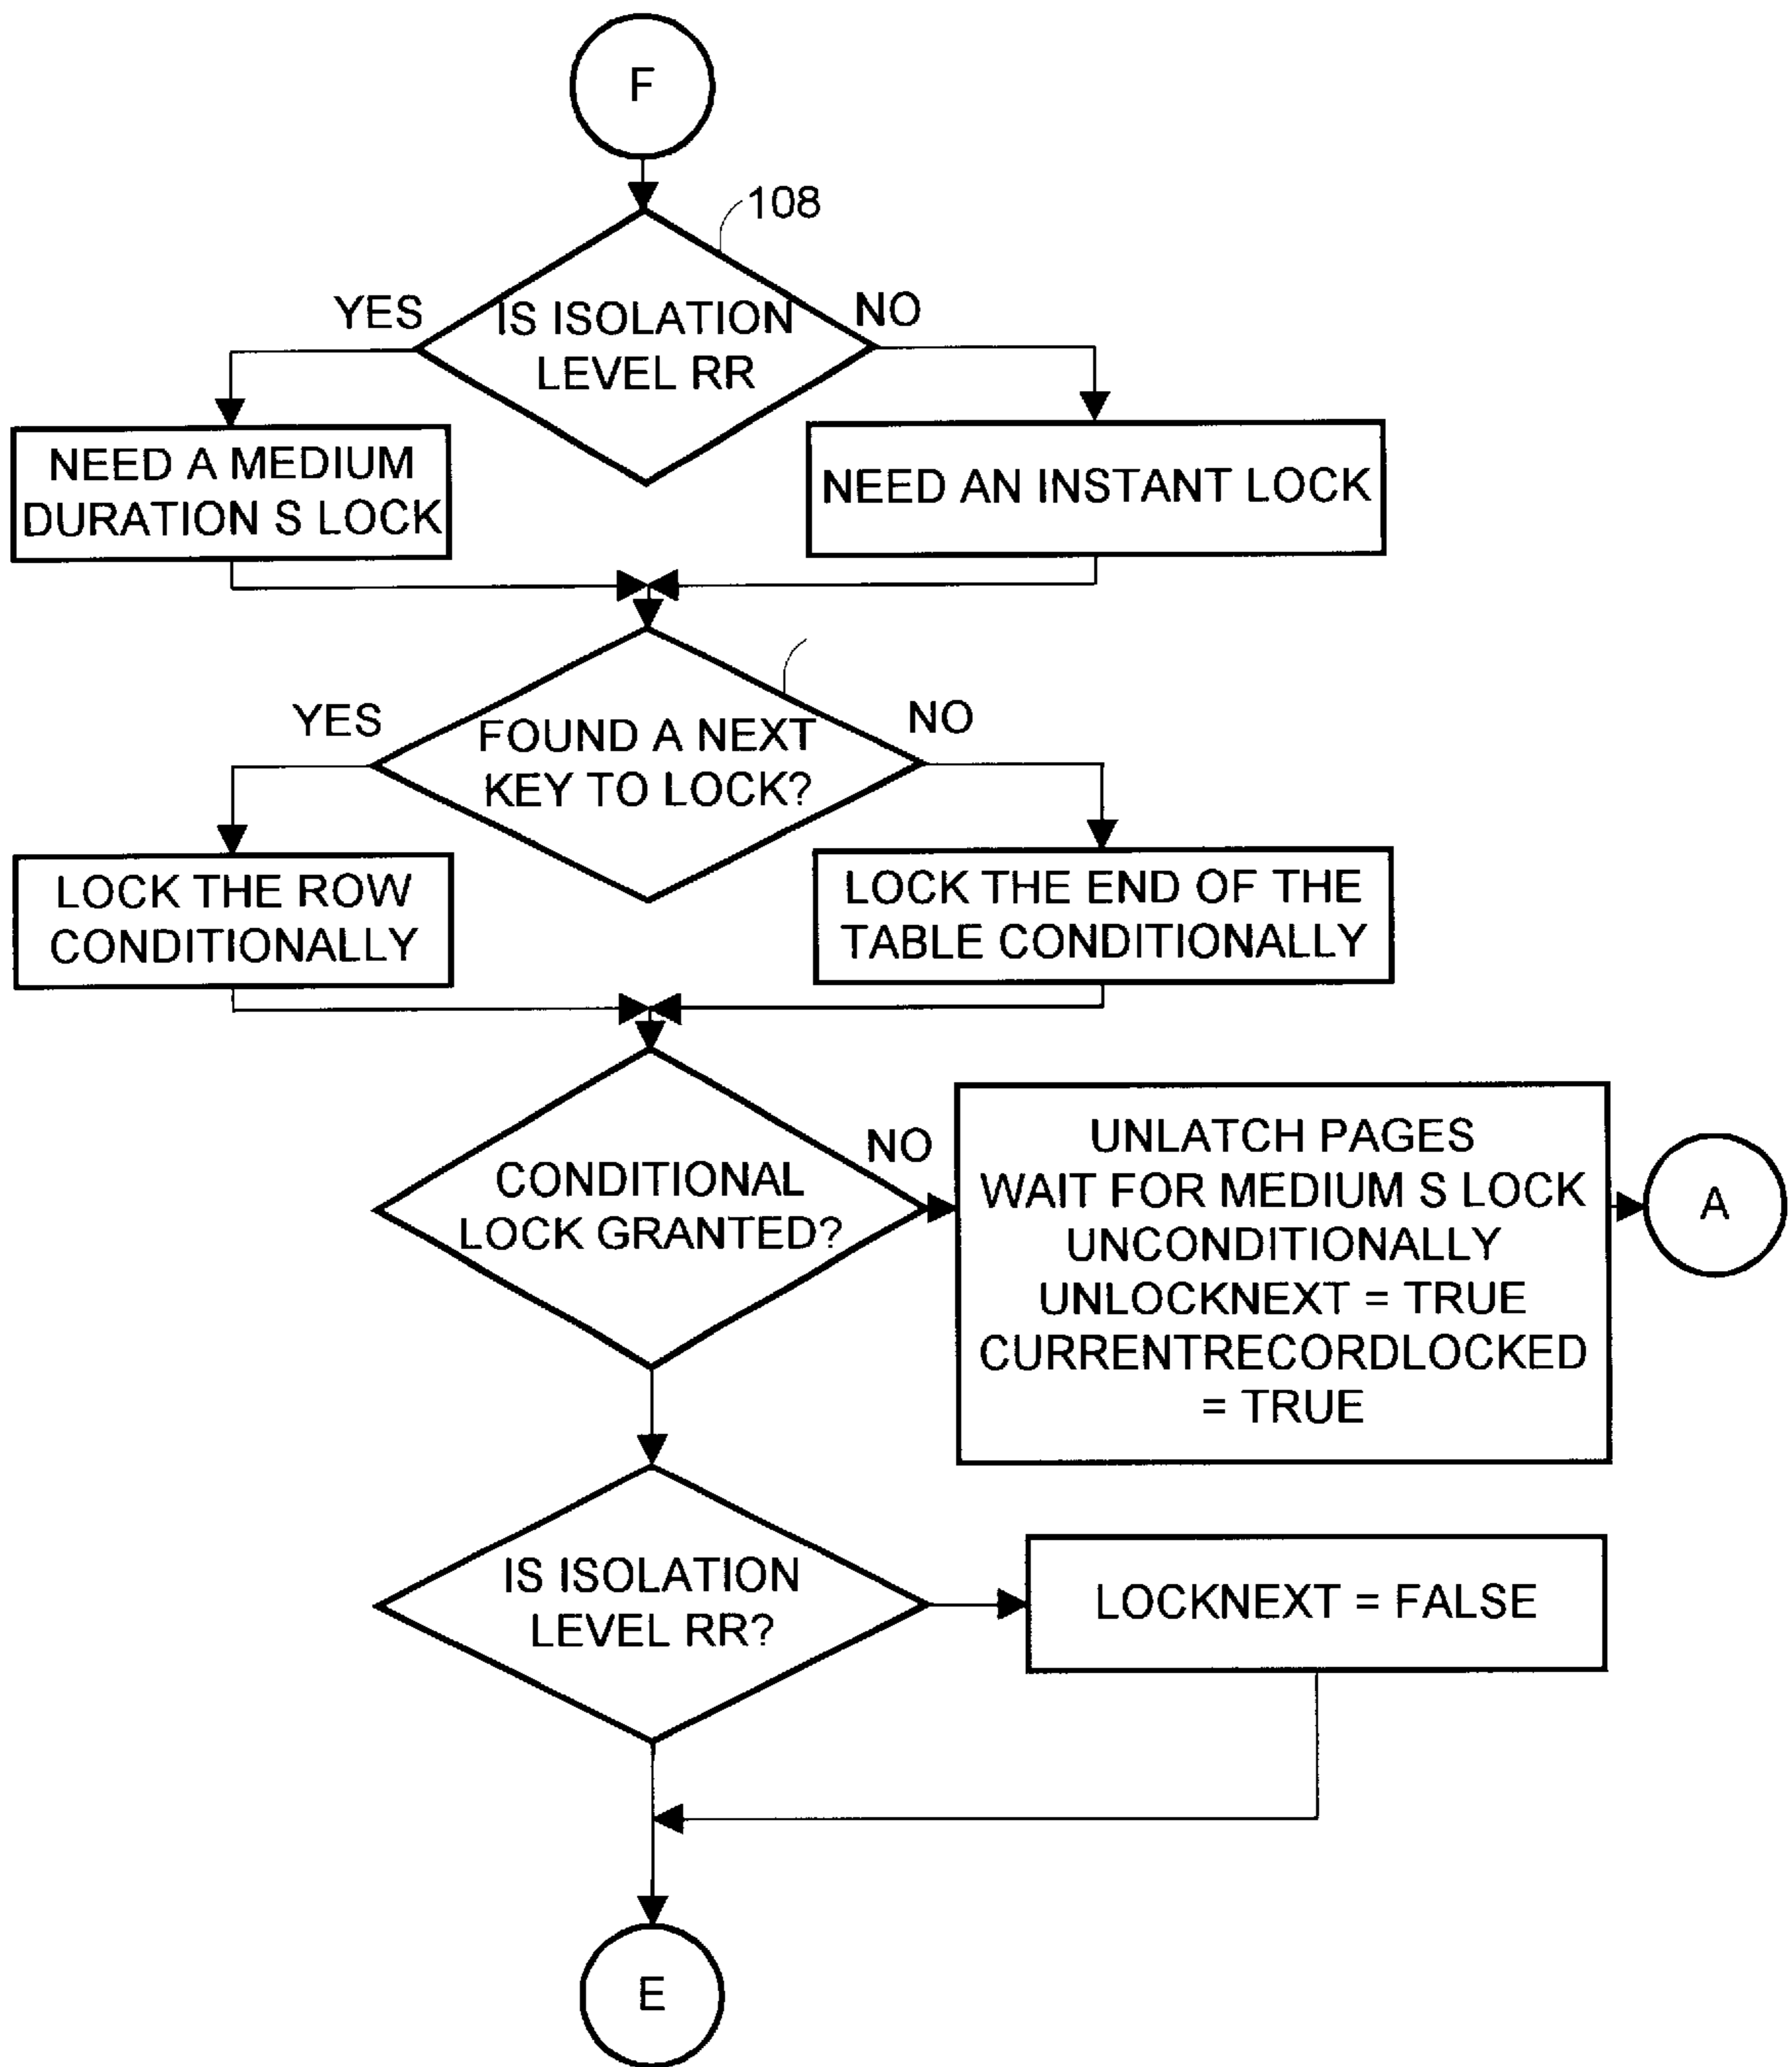 F
108
YES
NO
IS ISOLATION
LEVEL RR
NEED A MEDIUM
DURATION S LOCK
NEED AN INSTANT LOCK
YES
NO
FOUND A NEXT
KEY TO LOCK?
LOCK THE ROW
CONDITIONALLY
LOCK THE END OF THE
TABLE CONDITIONALLY
CONDITIONAL
LOCK GRANTED?
NO
UNLATCH PAGES
WAIT FOR MEDIUM S LOCK
UNCONDITIONALLY
UNLOCKNEXT = TRUE
CURRENTRECORDLOCKED
= TRUE
A
IS ISOLATION
LEVEL RR?
LOCKNEXT = FALSE
E